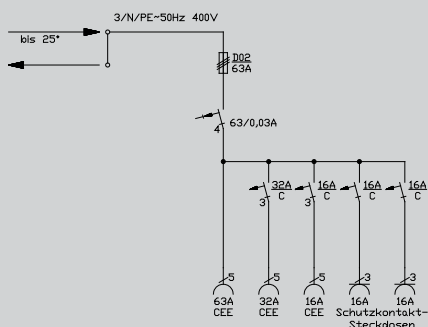 3/N/PE~50Hz 400V
bis 25°
D02
63A
63/0,03A
4
32A 16A 16A 16A
C C C C
3 3
5 5 5 3 3
63A 32A 16A 16A 16A
CEE CEE CEE Schutzkontakt-
Steckdosen